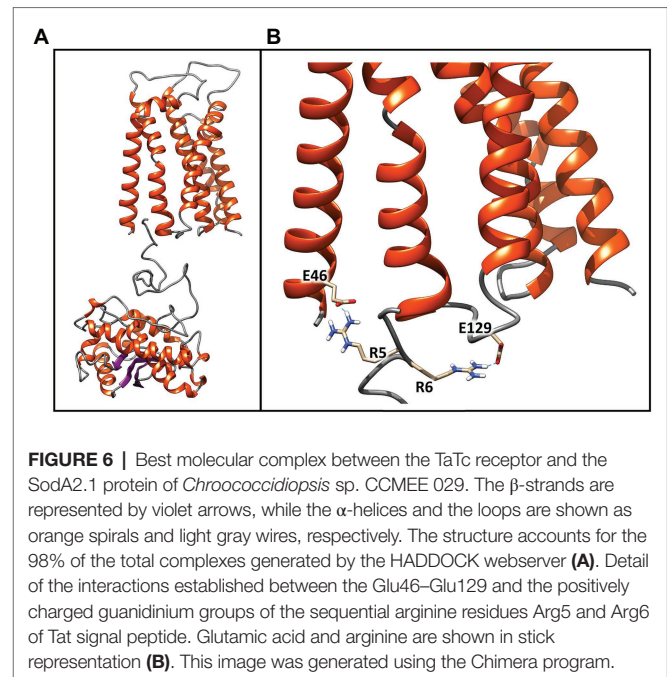 A
B
E46
R5
R6
E129
FIGURE 6 | Best molecular complex between the TaTc receptor and the
SodA2.1 protein of Chroococcidiopsis sp. CCMEE 029. The β-strands are
represented by violet arrows, while the α-helices and the loops are shown as
orange spirals and light gray wires, respectively. The structure accounts for the
98% of the total complexes generated by the HADDOCK webserver (A). Detail
of the interactions established between the Glu46–Glu129 and the positively
charged guanidinium groups of the sequential arginine residues Arg5 and Arg6
of Tat signal peptide. Glutamic acid and arginine are shown in stick
representation (B). This image was generated using the Chimera program.